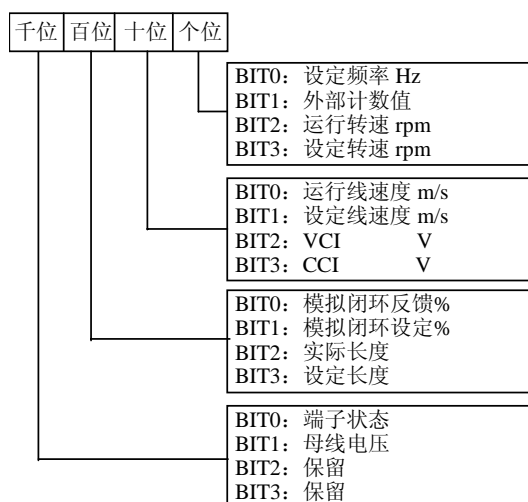 千位 百位 十位 个位
BIT0：设定频率 Hz
BIT1：外部计数值
BIT2：运行转速 rpm
BIT3：设定转速 rpm
BIT0：运行线速度 m/s
BIT1：设定线速度 m/s
BIT2：VCI V
BIT3：CCI V
BIT0：模拟闭环反馈%
BIT1：模拟闭环设定%
BIT2：实际长度
BIT3：设定长度
BIT0：端子状态
BIT1：母线电压
BIT2：保留
BIT3：保留